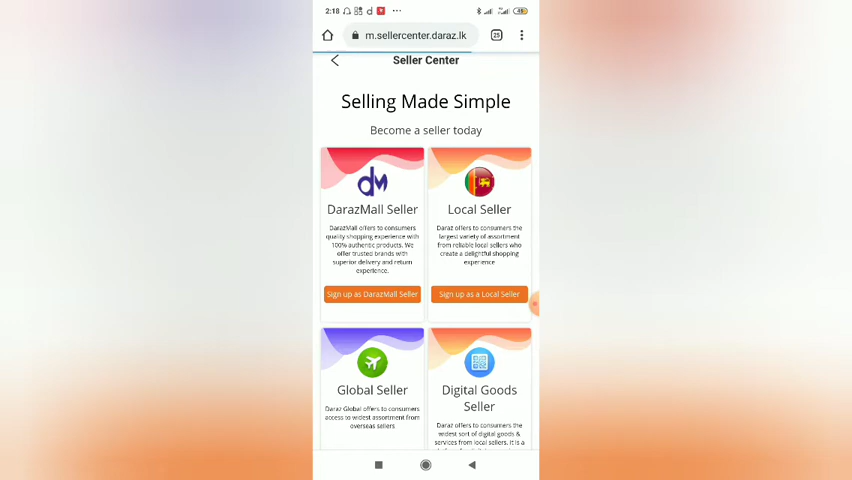 2:18
m.sellercenter.daraz.lk
25
Seller Center
Selling Made Simple
Become a seller today
dm
DarazMall Seller
DarazMall offers to consumers
quality shopping experience with
100% authentic products. We
offer trusted brands with
superior delivery and return
experience.
Sign up as DarazMall Seller
Local Seller
Daraz offers to consumers the
largest variety of assortment
from reliable local sellers who
create a delightful shopping
experience
Sign up as a Local Seller
Global Seller
Daraz Global offers to consumers
access to widest assortment from
overseas sellers
Digital Goods
Seller
Daraz offers to consumers the
widest sort of digital goods &
services from local sellers. It is a